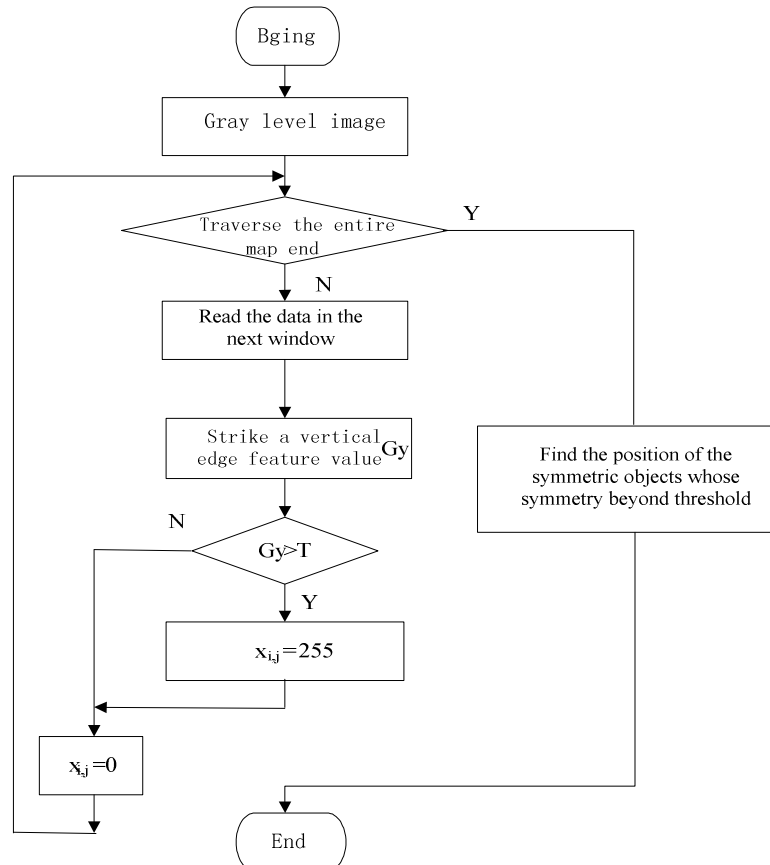 Bging
Gray level image
Traverse the entire
map end
Y
N
Read the data in the
next window
Strike a vertical
edge feature value Gy
Find the position of the
symmetric objects whose
symmetry beyond threshold
N
Gy>T
Y
xi,j=255
xi,j=0
End